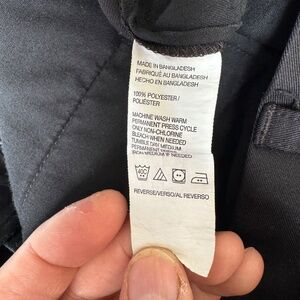 MADE IN BANGLADESH
FABRIQUÉ AU BANGLADESH
HECHO EN BANGLADESH
100% POLYESTER/
POLIÉSTER
MACHINE WASH WARM
PERMANENT PRESS CYCLE
ONLY NON-CHLORINE
BLEACH WHEN NEEDED
TUMBLE DRY MEDIUM
IRON MEDIUM IF NEEDED
40C
REVERSE/VERSO/AL REVERSO